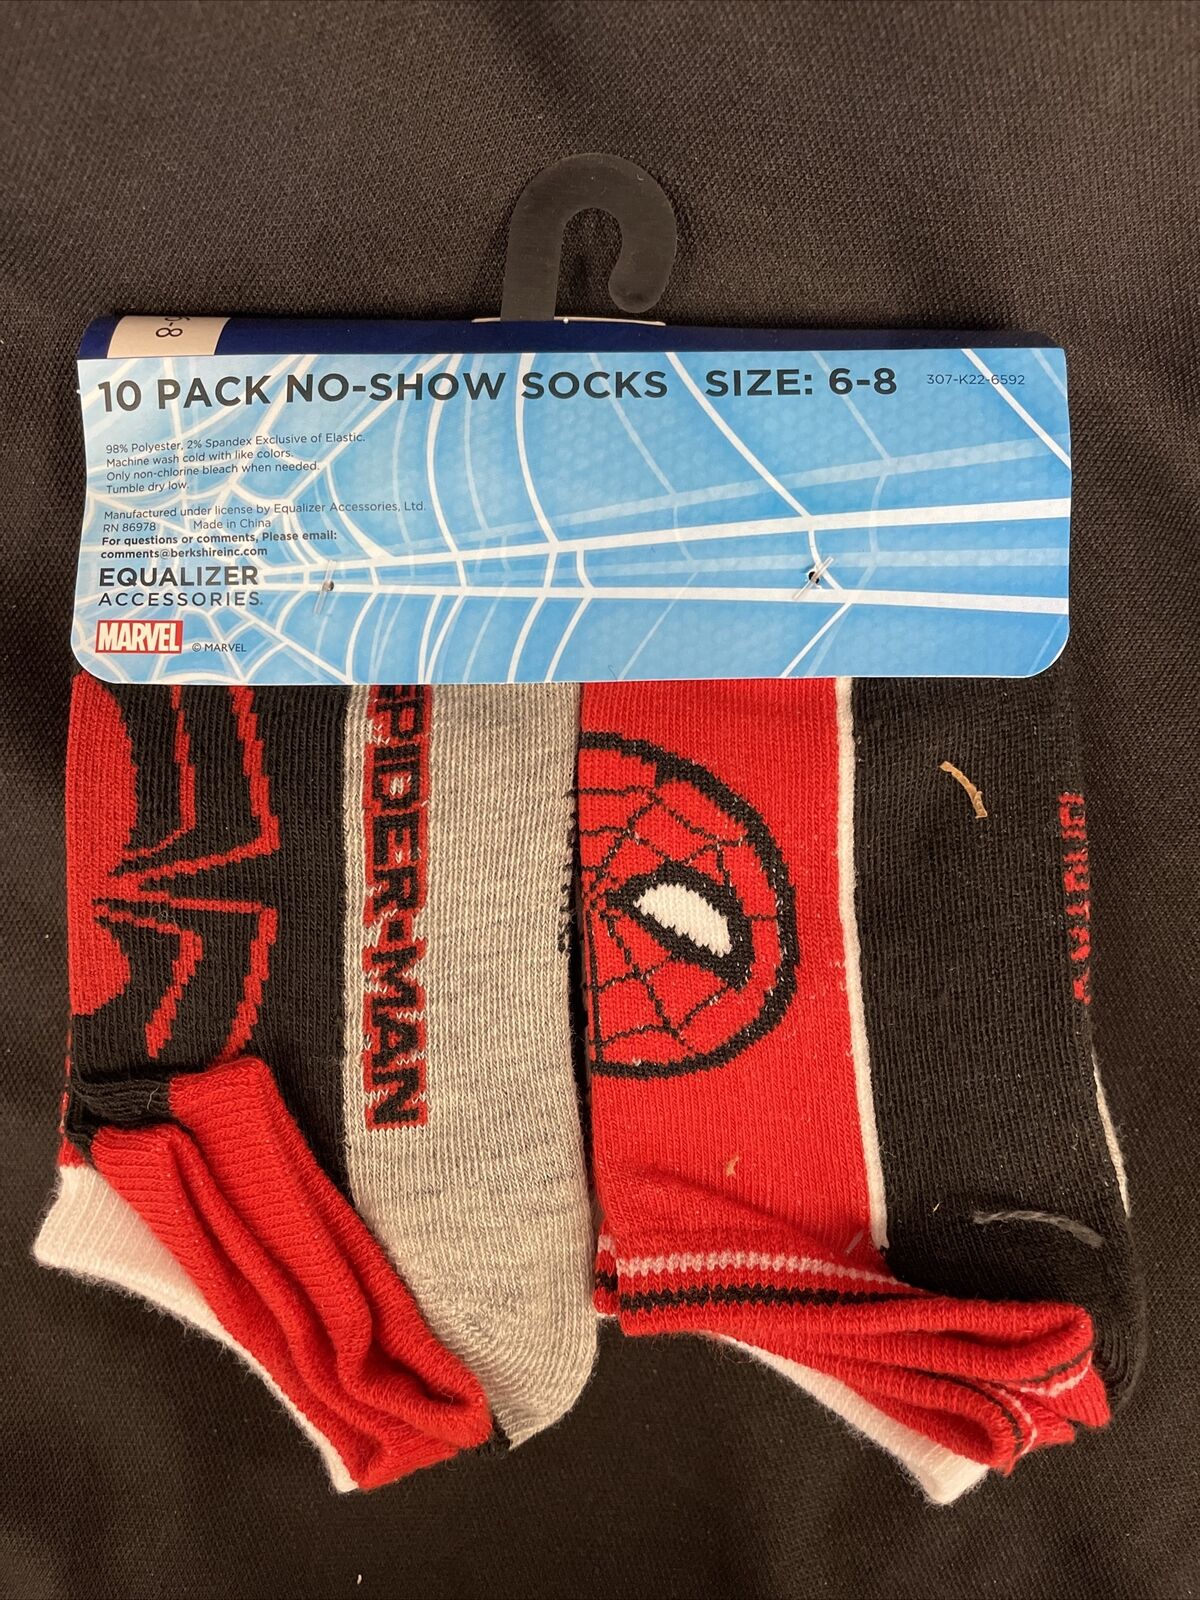 6-8
10 PACK NO-SHOW SOCKS SIZE: 6-8 307-K22-6592
98% Polyester, 2% Spandex Exclusive of Elastic.
Machine wash cold with like colors.
Only non-chlorine bleach when needed.
Tumble dry low.
Manufactured under license by Equalizer Accessories, Ltd.
RN 86978 Made in China
For questions or comments, Please email:
comments@berkshireinc.com
EQUALIZER
ACCESSORIES.
MARVEL © MARVEL
SPIDER-MAN